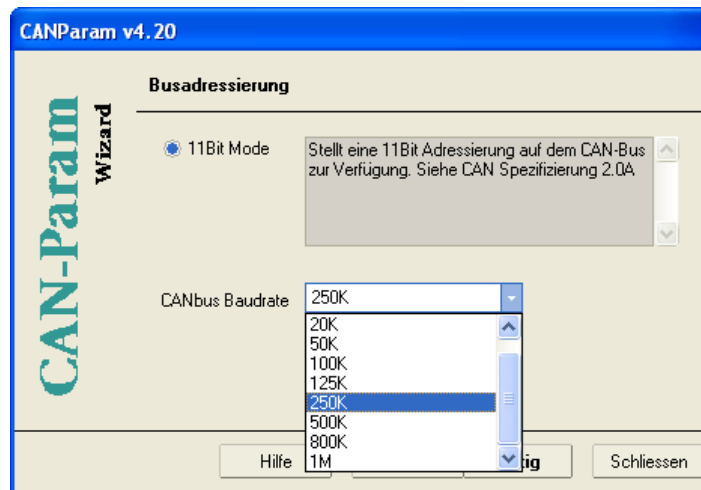 CANParam v4.20
CAN-Param
Wizard
Busadressierung
11Bit Mode
Stellt eine 11Bit Adressierung auf dem CAN-Bus
zur Verfügung. Siehe CAN Spezifizierung 2.0A
CANbus Baudrate
250K
20K
50K
100K
125K
250K
500K
800K
1M
Hilfe
Schliessen